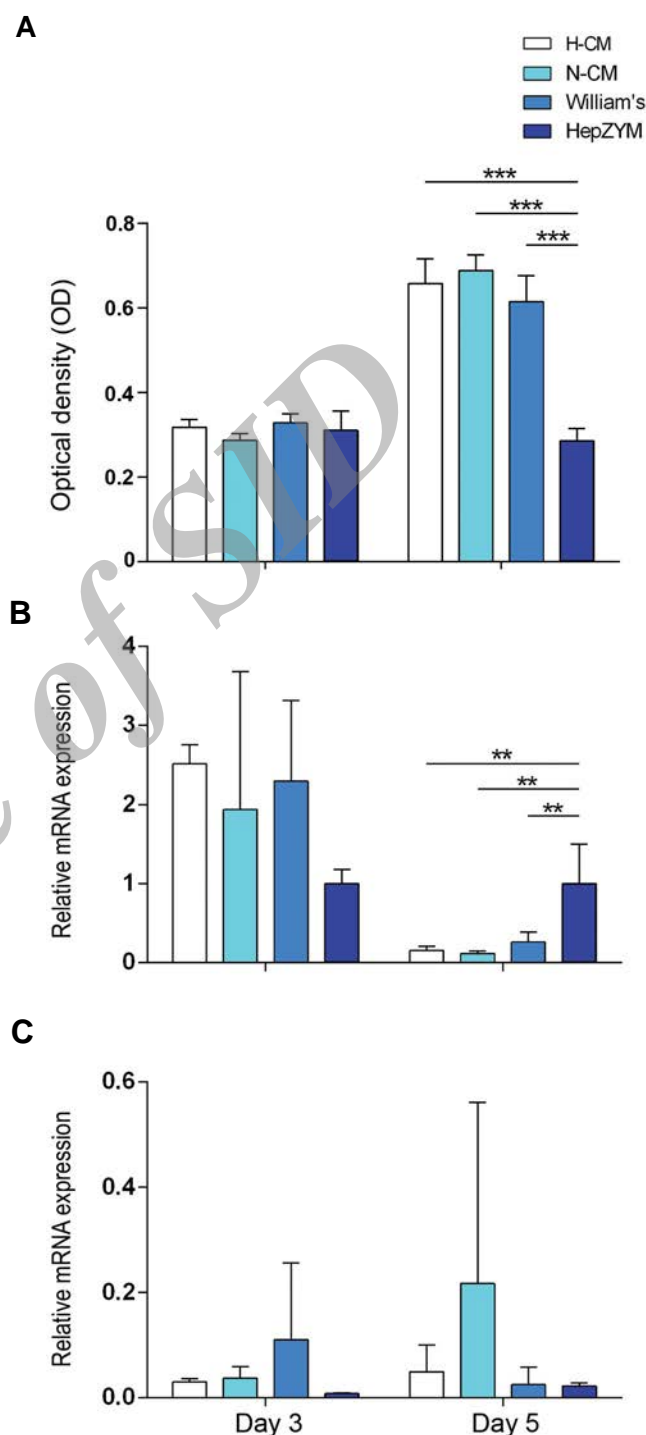 A
H-CM
N-CM
William's
HepZYM
***
***
***
0.8
0.6
0.4
0.2
0
Optical density (OD)
B
4
3
2
1
0
Relative mRNA expression
**
**
**
C
0.6
0.4
0.2
0.0
Relative mRNA expression
Day 3 Day 5
of SID